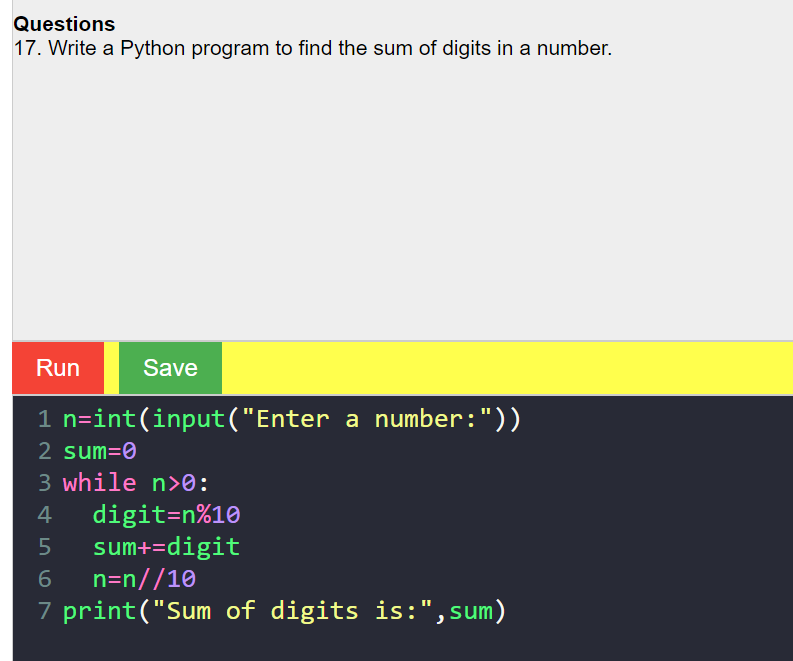 Questions
17. Write a Python program to find the sum of digits in a number.
Run Save
1 n=int(input("Enter a number:"))
2 sum=0
3 while n>0:
4   digit=n%10
5   sum+=digit
6   n=n//10
7 print("Sum of digits is:",sum)